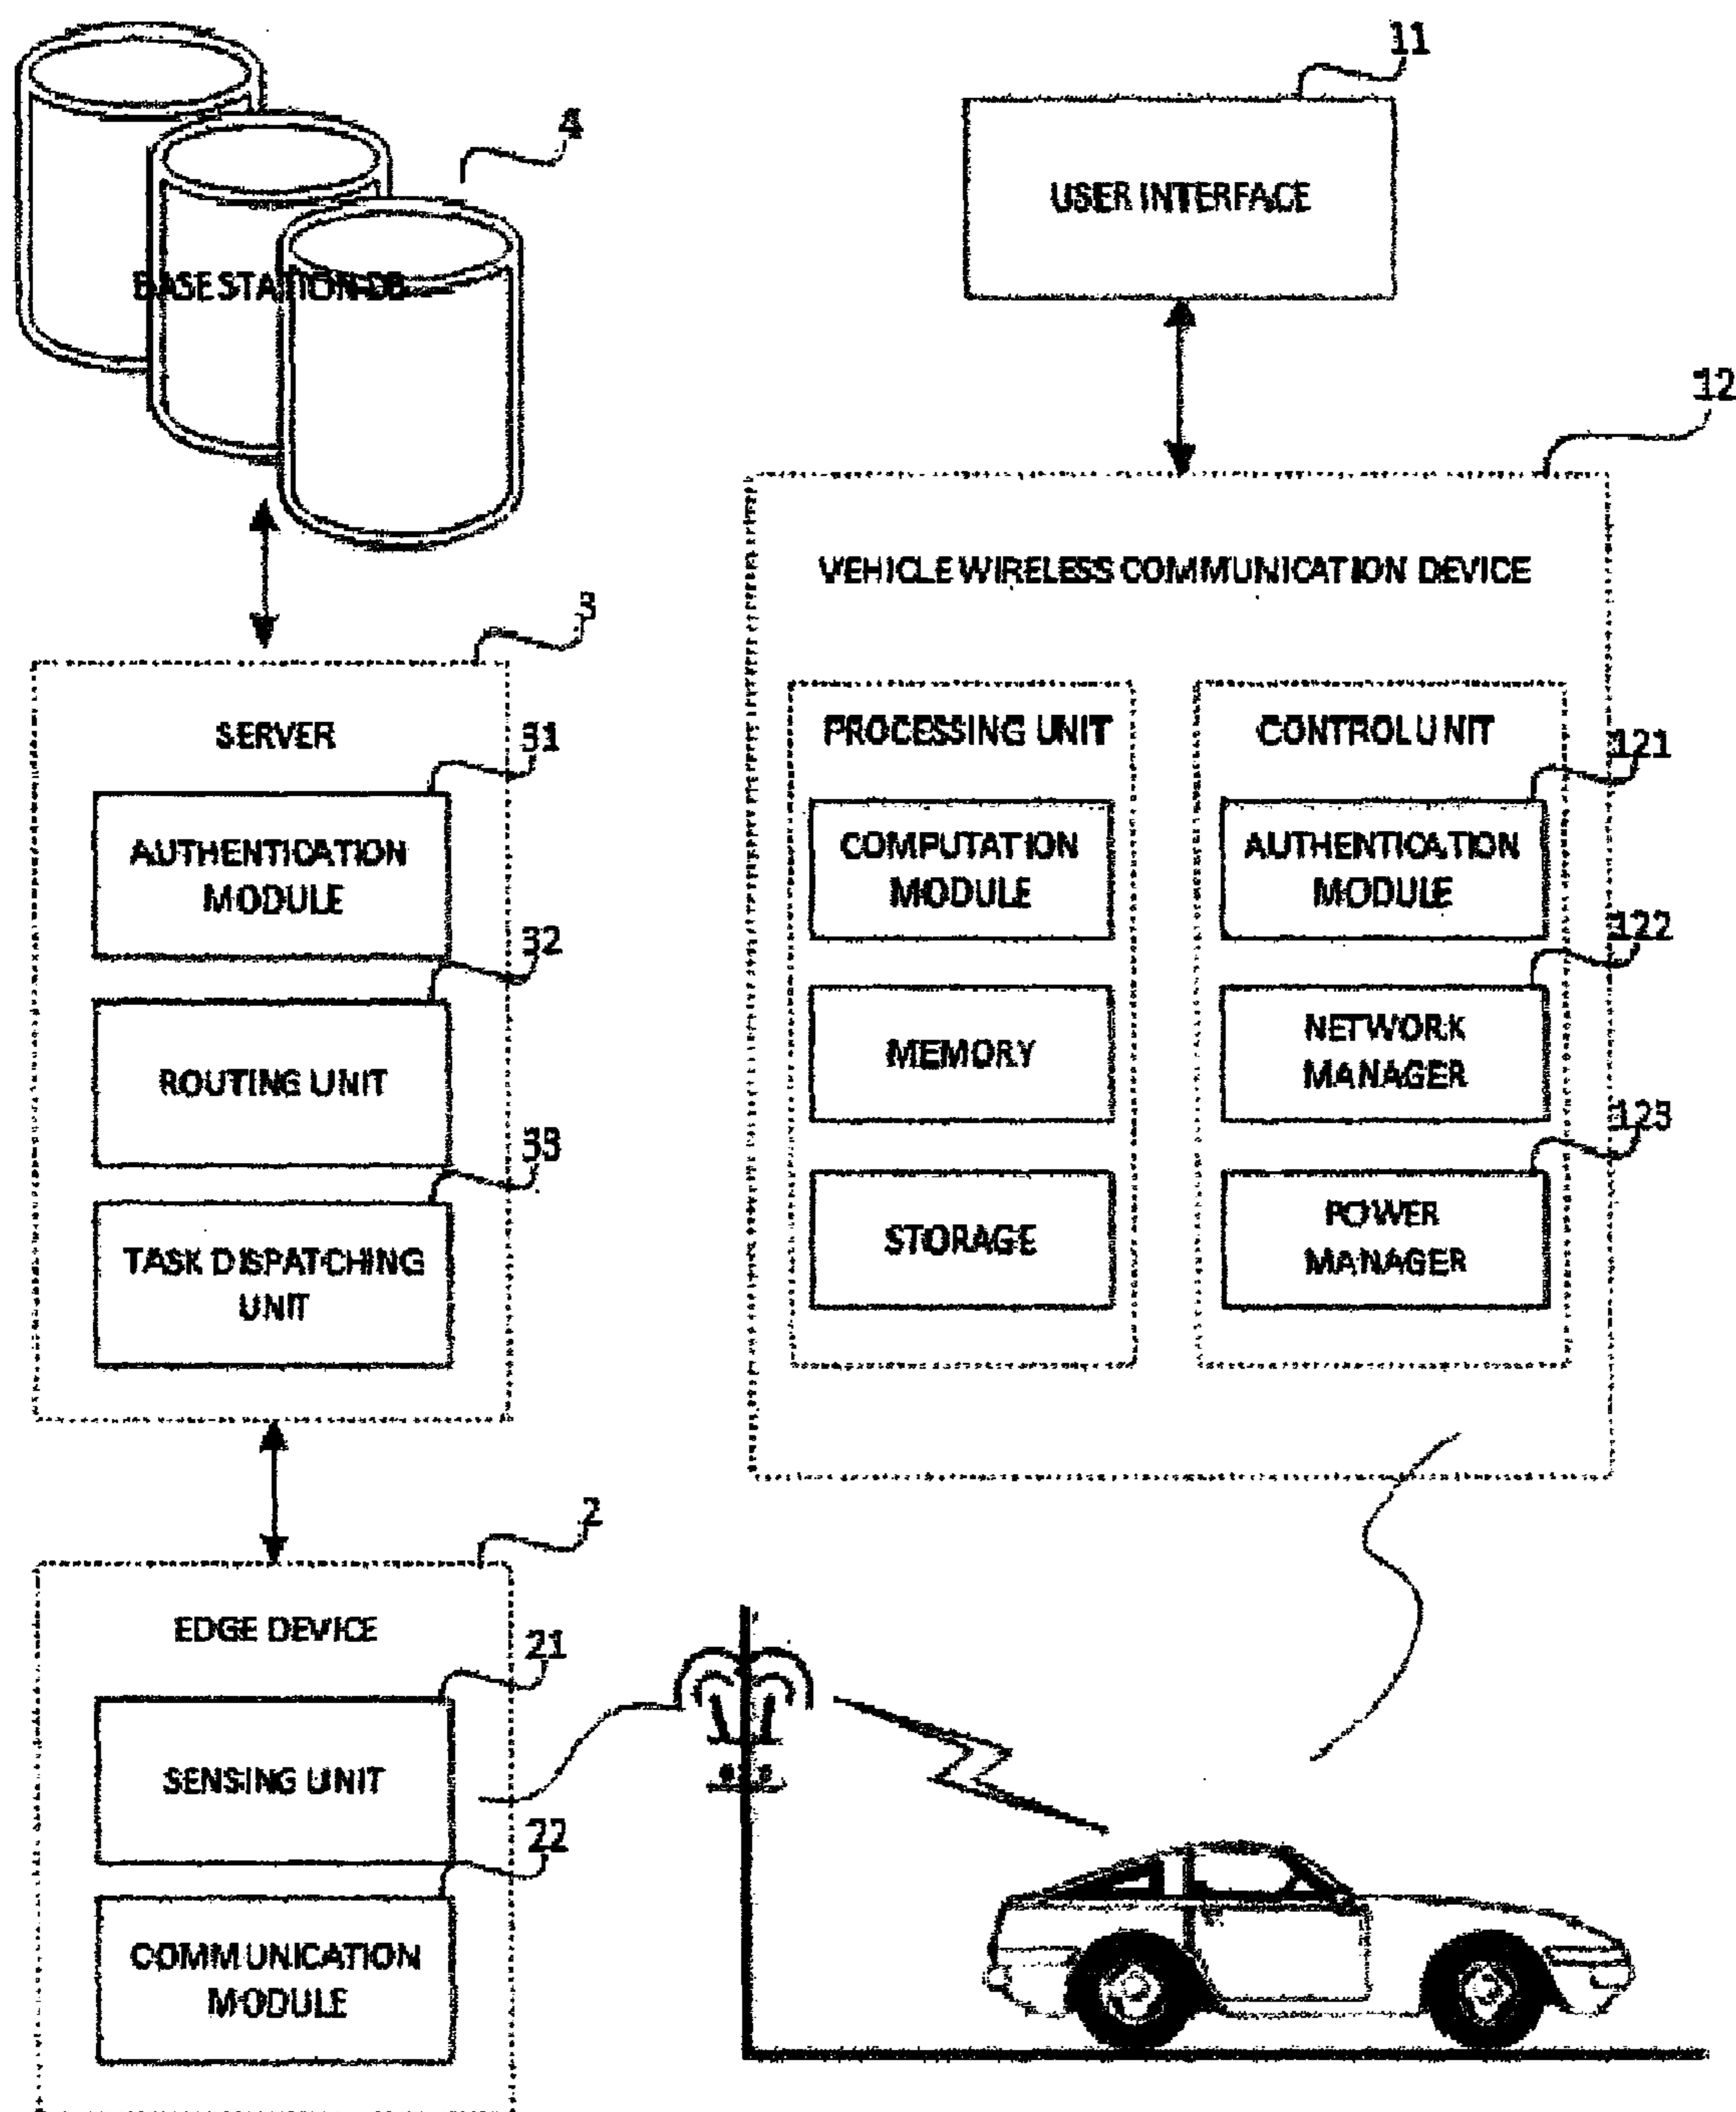 4
BASE STATION DB
11
USER INTERFACE
12
VEHICLE WIRELESS COMMUNICATION DEVICE
PROCESSING UNIT
COMPUTATION
MODULE
MEMORY
STORAGE
CONTROL UNIT
121
AUTHENTICATION
MODULE
122
NETWORK
MANAGER
123
POWER
MANAGER
3
SERVER
31
AUTHENTICATION
MODULE
32
ROUTING UNIT
33
TASK DISPATCHING
UNIT
2
EDGE DEVICE
21
SENSING UNIT
22
COMMUNICATION
MODULE